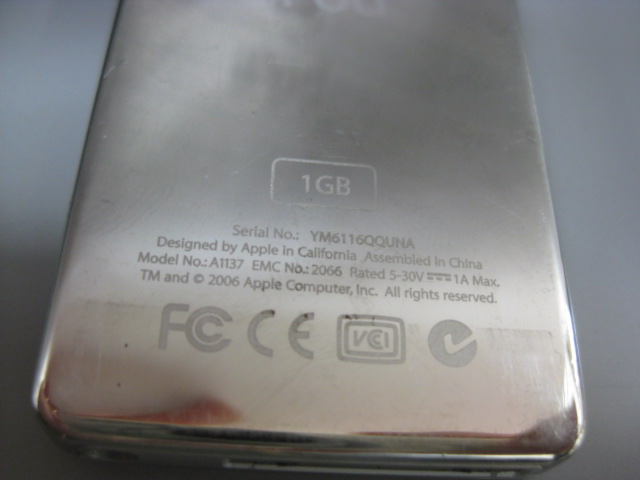 iPod
1GB
Serial No.: YM6116QQUNA
Designed by Apple in California Assembled in China
Model No.: A1137 EMC No.: 2066 Rated 5-30V 1A Max.
TM and © 2006 Apple Computer, Inc. All rights reserved.
FC CE VCI